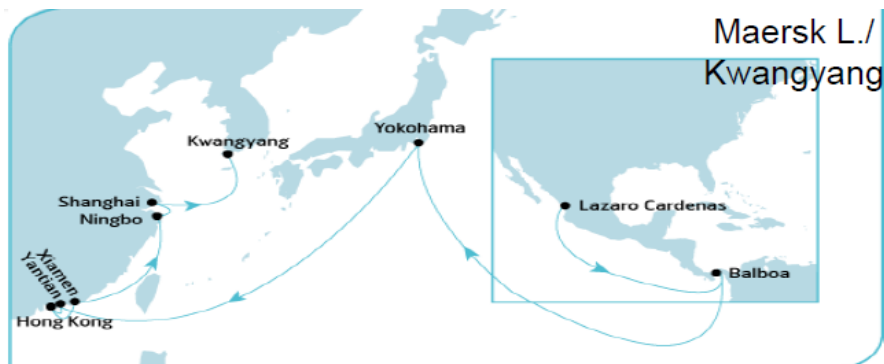 Maersk L./
Kwangyang
Yokohama
Kwangyang
Shanghai
Ningbo
Lazaro Cardenas
Xiamen
Yantian
Balboa
Hong Kong